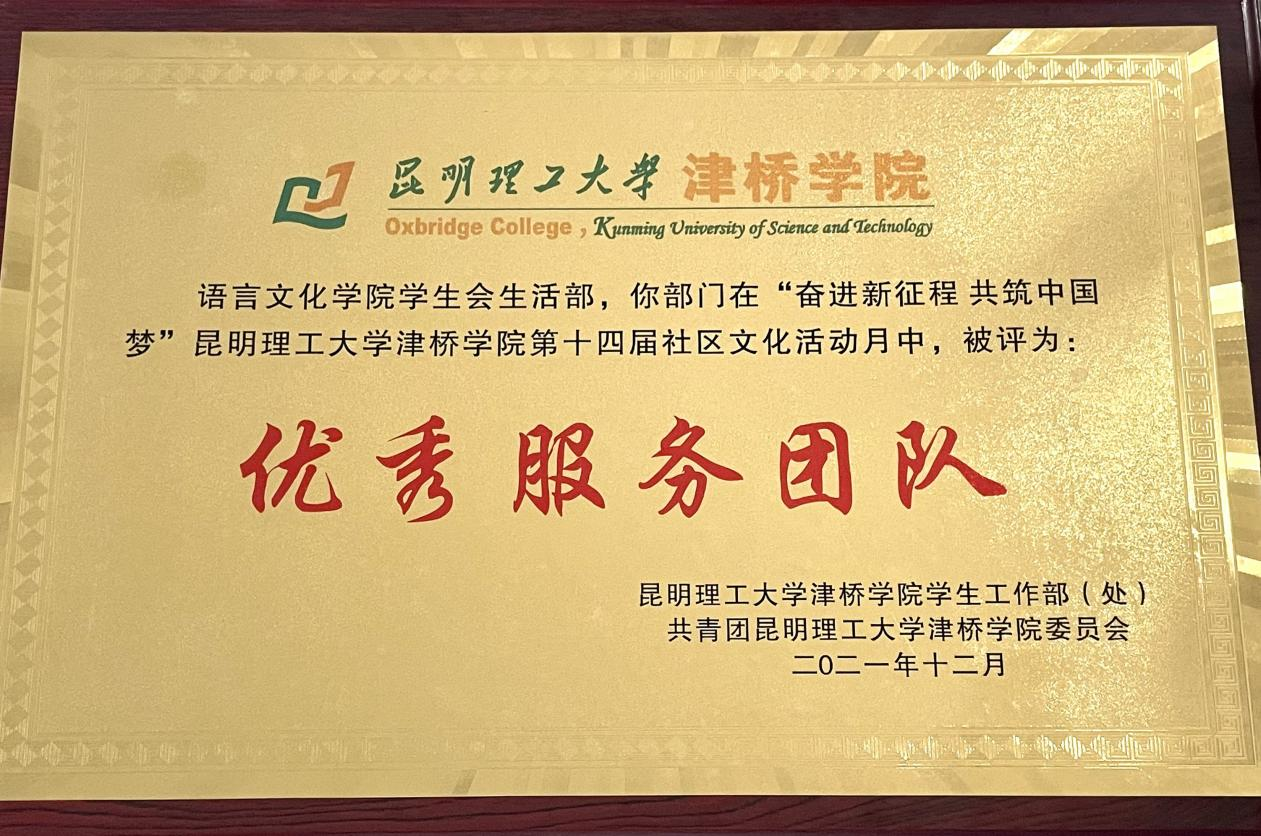 昆明理工大学 津桥学院
Oxbridge College , Kunming University of Science and Technology
语言文化学院学生会生活部，你部门在“奋进新征程 共筑中国
梦”昆明理工大学津桥学院第十四届社区文化活动月中，被评为：
优秀服务团队
昆明理工大学津桥学院学生工作部（处）
共青团昆明理工大学津桥学院委员会
二0二一年十二月